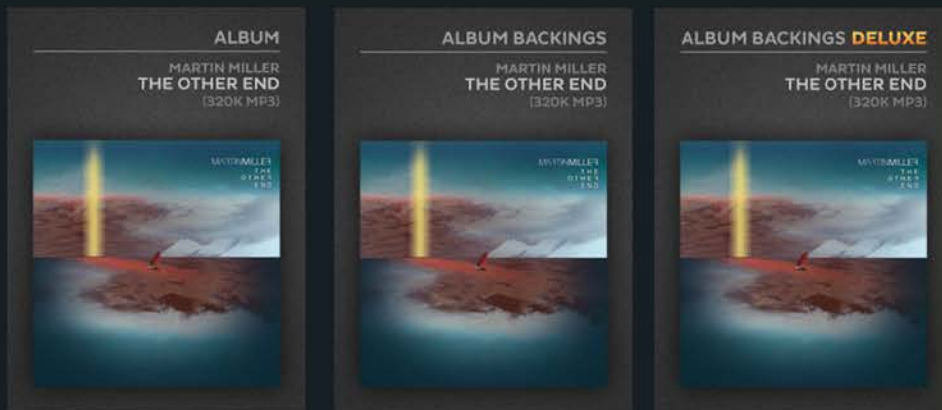 ALBUM
MARTIN MILLER
THE OTHER END
(320K MP3)
MARTINMILLER
THE
OTHER
END
ALBUM BACKINGS
MARTIN MILLER
THE OTHER END
(320K MP3)
MARTINMILLER
THE
OTHER
END
ALBUM BACKINGS DELUXE
MARTIN MILLER
THE OTHER END
(320K MP3)
MARTINMILLER
THE
OTHER
END